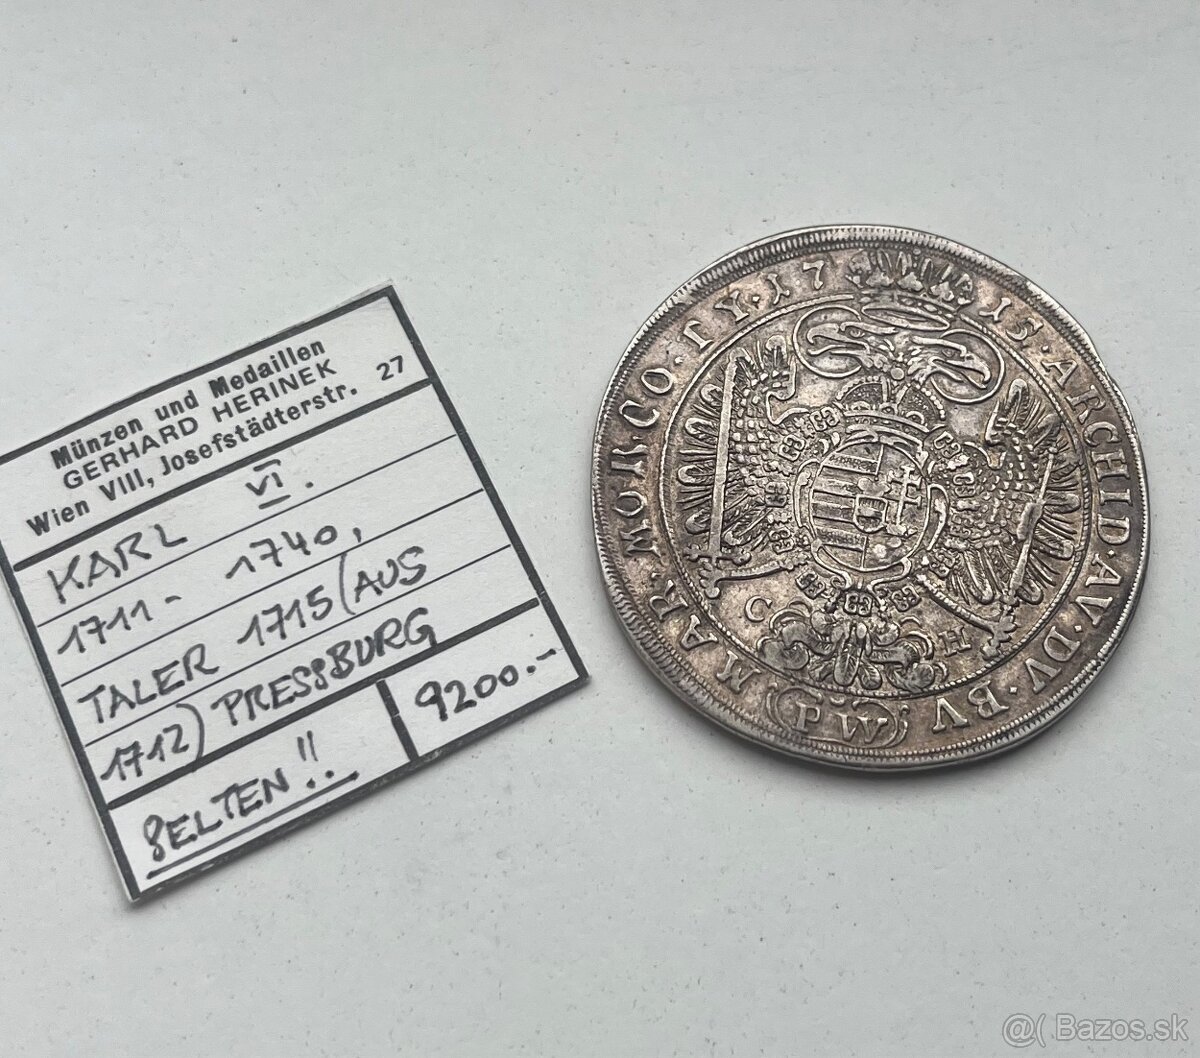 Münzen und Medaillen
GERHARD HERINEK
Wien VIII, Josefstädterstr. 27
KARL VI.
1711 - 1740,
TALER 1715 (AUS
1712) PRESSBURG
SELTEN!!
9200.-
17 15 · ARCHID · AV · DV · BV · MAR · MOR · CO · TY ·
C H
P W
@( Bazos.sk